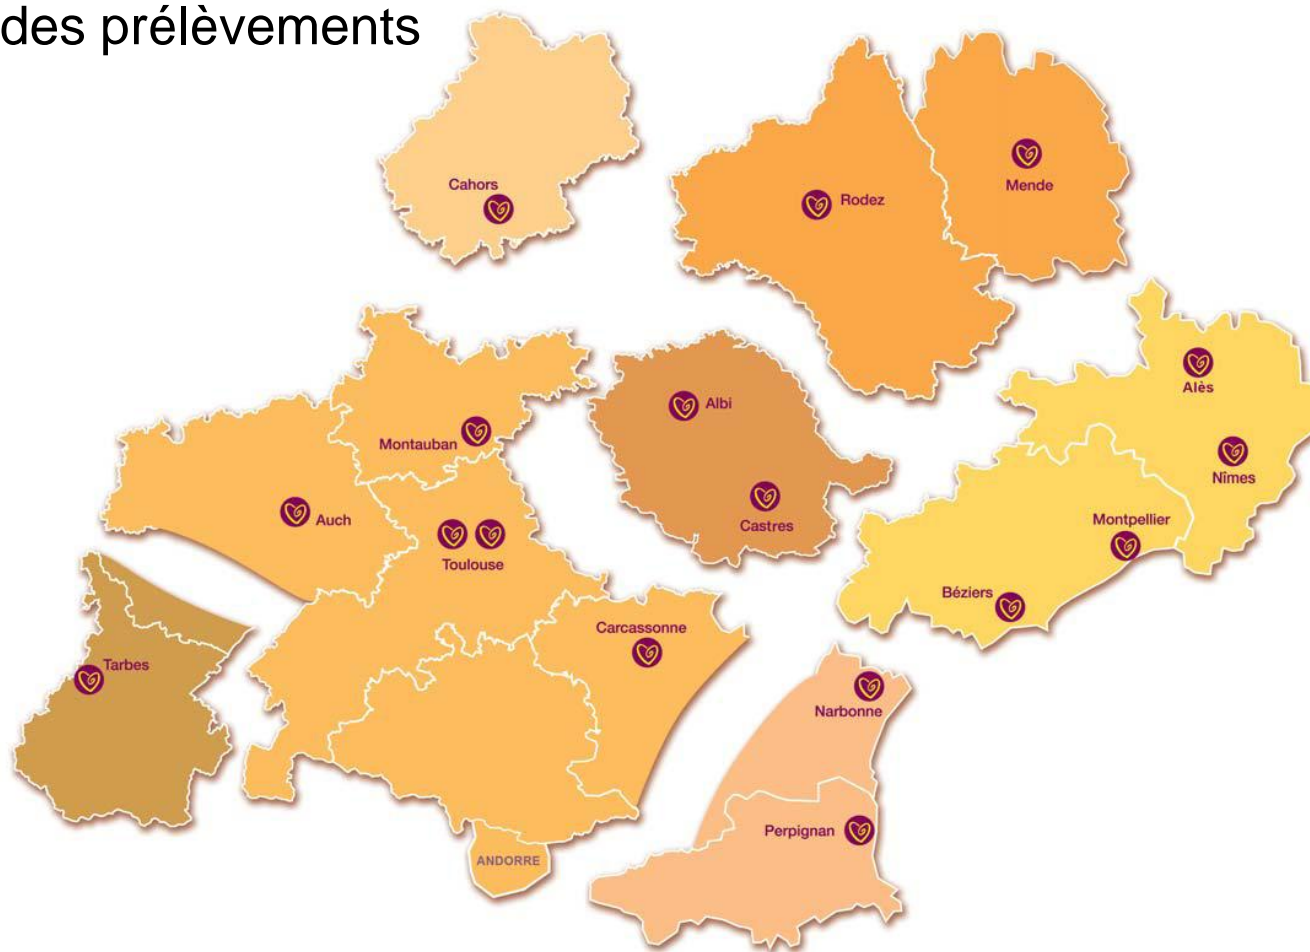 des prélèvements
Cahors
Rodez
Mende
Montauban
Auch
Toulouse
Albi
Castres
Alès
Nîmes
Montpellier
Béziers
Tarbes
Carcassonne
Narbonne
Perpignan
ANDORRE